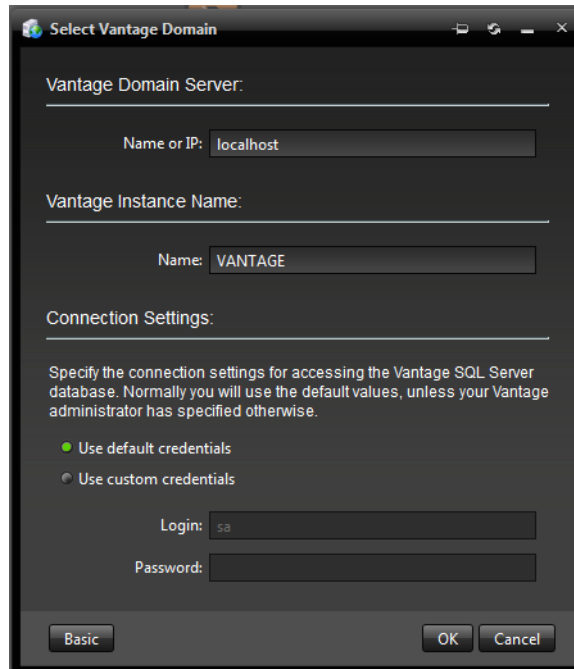 Select Vantage Domain
Vantage Domain Server:
Name or IP: localhost
Vantage Instance Name:
Name: VANTAGE
Connection Settings:
Specify the connection settings for accessing the Vantage SQL Server
database. Normally you will use the default values, unless your Vantage
administrator has specified otherwise.
Use default credentials
Use custom credentials
Login: sa
Password:
Basic OK Cancel